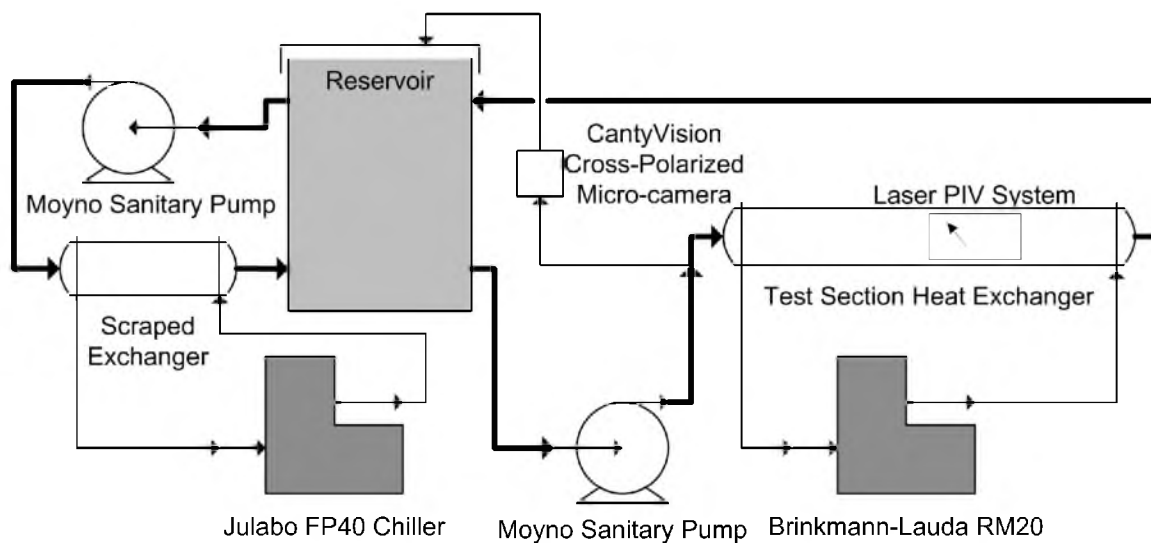 Reservoir
CantyVision
Cross-Polarized
Micro-camera
Laser PIV System
Moyno Sanitary Pump
Test Section Heat Exchanger
Scraped
Exchanger
Julabo FP40 Chiller
Moyno Sanitary Pump
Brinkmann-Lauda RM20